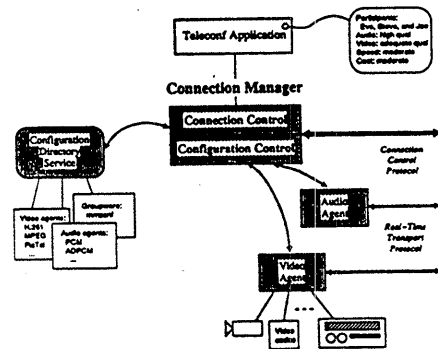 Participants:
Eve, Steve, and Joe
Audio: high qual
Video: adequate qual
Speed: moderate
Cost: moderate
Teleconf Application
Connection Manager
Connection Control
Configuration Control
Configuration
Directory
Service
Connection
Control
Protocol
Groupware:
Video agents:
H.261
MPEG
PicTel
...
Audio agents:
PCM
ADPCM
...
Audio
Agent
Real-Time
Transport
Protocol
Video
Agent
Video
codec